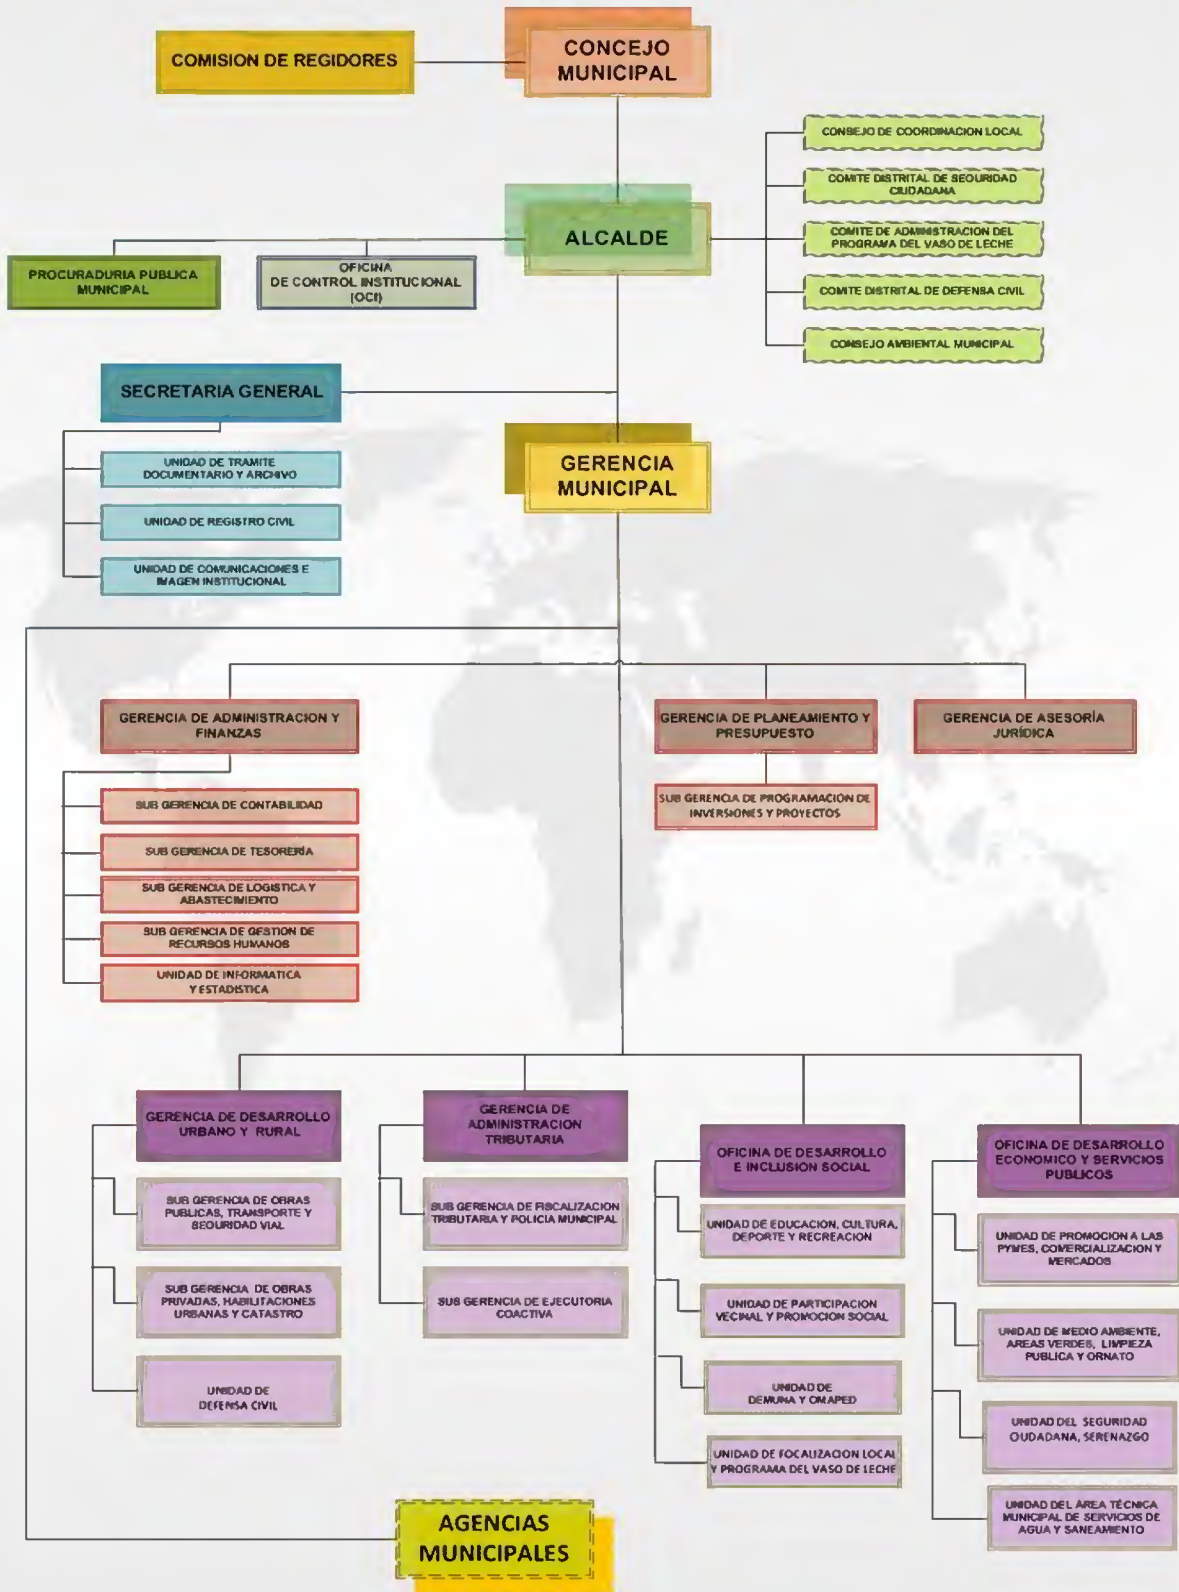 COMISION DE REGIDORES
CONCEJO
MUNICIPAL
CONSEJO DE COORDINACION LOCAL
COMITE DISTRITAL DE SEGURIDAD
CIUDADANA
ALCALDE
COMITE DE ADMINISTRACION DEL
PROGRAMA DEL VASO DE LECHE
PROCURADURIA PUBLICA
MUNICIPAL
OFICINA
DE CONTROL INSTITUCIONAL
(OCI)
COMITE DISTRITAL DE DEFENSA CIVIL
CONSEJO AMBIENTAL MUNICIPAL
SECRETARIA GENERAL
UNIDAD DE TRAMITE
DOCUMENTARIO Y ARCHIVO
UNIDAD DE REGISTRO CIVIL
UNIDAD DE COMUNICACIONES E
IMAGEN INSTITUCIONAL
GERENCIA
MUNICIPAL
GERENCIA DE ADMINISTRACION Y
FINANZAS
GERENCIA DE PLANEAMIENTO Y
PRESUPUESTO
GERENCIA DE ASESORÍA
JURÍDICA
SUB GERENCIA DE CONTABILIDAD
SUB GERENCIA DE TESORERÍA
SUB GERENCIA DE LOGISTICA Y
ABASTECIMIENTO
SUB GERENCIA DE GESTION DE
RECURSOS HUMANOS
UNIDAD DE INFORMATICA
Y ESTADISTICA
SUB GERENCIA DE PROGRAMACIÓN DE
INVERSIONES Y PROYECTOS
GERENCIA DE DESARROLLO
URBANO Y RURAL
SUB GERENCIA DE OBRAS
PUBLICAS, TRANSPORTE Y
SEGURIDAD VIAL
SUB GERENCIA DE OBRAS
PRIVADAS, HABILITACIONES
URBANAS Y CATASTRO
UNIDAD DE
DEFENSA CIVIL
GERENCIA DE
ADMINISTRACION
TRIBUTARIA
SUB GERENCIA DE FISCALIZACION
TRIBUTARIA Y POLICIA MUNICIPAL
SUB GERENCIA DE EJECUTORIA
COACTIVA
OFICINA DE DESARROLLO
E INCLUSION SOCIAL
UNIDAD DE EDUCACION, CULTURA,
DEPORTE Y RECREACION
UNIDAD DE PARTICIPACION
VECINAL Y PROMOCION SOCIAL
UNIDAD DE
DEMUNA Y OMAPED
UNIDAD DE FOCALIZACION LOCAL
Y PROGRAMA DEL VASO DE LECHE
OFICINA DE DESARROLLO
ECONOMICO Y SERVICIOS
PUBLICOS
UNIDAD DE PROMOCION A LAS
PYMES, COMERCIALIZACION Y
MERCADOS
UNIDAD DE MEDIO AMBIENTE,
AREAS VERDES, LIMPIEZA
PUBLICA Y ORNATO
UNIDAD DEL SEGURIDAD
CIUDADANA, SERENAZGO
UNIDAD DEL ÁREA TÉCNICA
MUNICIPAL DE SERVICIOS DE
AGUA Y SANEAMIENTO
AGENCIAS
MUNICIPALES